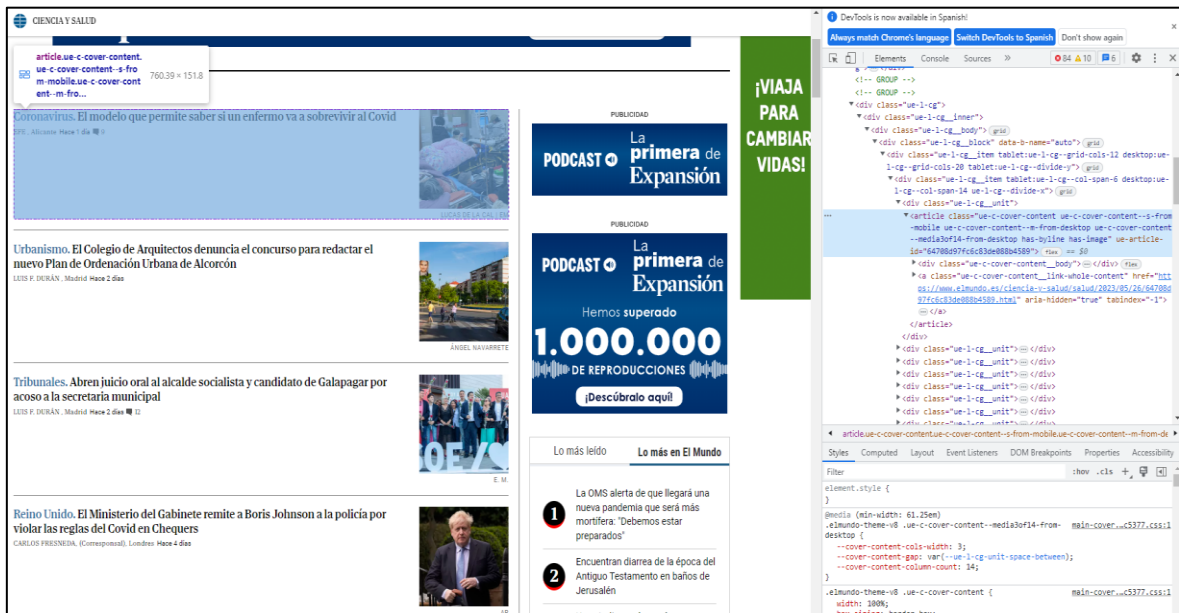 CIENCIA Y SALUD
article.ue-c-cover-content.
ue-c-cover-content--s-fro
m-mobile.ue-c-cover-cont
ent--m-fro...
760.39 × 151.8
Coronavirus. El modelo que permite saber si un enfermo va a sobrevivir al Covid
EFE , Alicante Hace 1 día 9
LUCAS DE LA CAL | EFE
Urbanismo. El Colegio de Arquitectos denuncia el concurso para redactar el
nuevo Plan de Ordenación Urbana de Alcorcón
LUIS F. DURÁN , Madrid Hace 2 días
ÁNGEL NAVARRETE
Tribunales. Abren juicio oral al alcalde socialista y candidato de Galapagar por
acoso a la secretaria municipal
LUIS F. DURÁN , Madrid Hace 2 días 12
E. M.
Reino Unido. El Ministerio del Gabinete remite a Boris Johnson a la policía por
violar las reglas del Covid en Chequers
CARLOS FRESNEDA, (Corresponsal), Londres Hace 4 días
PUBLICIDAD
PODCAST
La
primera de
Expansión
PUBLICIDAD
PODCAST
La
primera de
Expansión
Hemos superado
1.000.000
DE REPRODUCCIONES
¡Descúbralo aquí!
Lo más leído Lo más en El Mundo
1
La OMS alerta de que llegará una
nueva pandemia que será más
mortífera: "Debemos estar
preparados"
2
Encuentran diarrea de la época del
Antiguo Testamento en baños de
Jerusalén
¡VIAJA
PARA
CAMBIAR
VIDAS!
DevTools is now available in Spanish!
Always match Chrome's language Switch DevTools to Spanish Don't show again
Elements Console Sources » 84 10 6
<!-- GROUP -->
<!-- GROUP -->
<div class="ue-l-cg">
<div class="ue-l-cg__inner">
<div class="ue-l-cg__body"> grid
<div class="ue-l-cg__block" data-b-name="auto"> grid
<div class="ue-l-cg__item tablet:ue-l-cg--grid-cols-12 desktop:ue-
l-cg--grid-cols-20 tablet:ue-l-cg--divide-y"> grid
<div class="ue-l-cg__item tablet:ue-l-cg--col-span-6 desktop:ue-
l-cg--col-span-14 ue-l-cg--divide-x"> grid
<div class="ue-l-cg__unit">
<article class="ue-c-cover-content ue-c-cover-content--s-from
-mobile ue-c-cover-content--m-from-desktop ue-c-cover-content
--media3of14-from-desktop has-byline has-image" ue-article-
id="64708d97fc6c83de088b4589"> flex == $0
<div class="ue-c-cover-content__body">…</div> flex
<a class="ue-c-cover-content__link-whole-content" href="htt
ps://www.elmundo.es/ciencia-y-salud/salud/2023/05/26/64708d
97fc6c83de088b4589.html" aria-hidden="true" tabindex="-1">
…</a>
</article>
</div>
<div class="ue-l-cg__unit">…</div>
<div class="ue-l-cg__unit">…</div>
<div class="ue-l-cg__unit">…</div>
<div class="ue-l-cg__unit">…</div>
<div class="ue-l-cg__unit">…</div>
<div class="ue-l-cg__unit">…</div>
<div class="ue-l-cg__unit">…</div>
article.ue-c-cover-content.ue-c-cover-content--s-from-mobile.ue-c-cover-content--m-from-de
Styles Computed Layout Event Listeners DOM Breakpoints Properties Accessibility
Filter :hov .cls +
element.style {
}
@media (min-width: 61.25em)
.elmundo-theme-v8 .ue-c-cover-content--media3of14-from- main-cover.…c5377.css:1
desktop {
--cover-content-cols-width: 3;
--cover-content-gap: var(--ue-l-cg-unit-space-between);
--cover-content-column-count: 14;
}
.elmundo-theme-v8 .ue-c-cover-content { main-cover.…c5377.css:1
width: 100%;